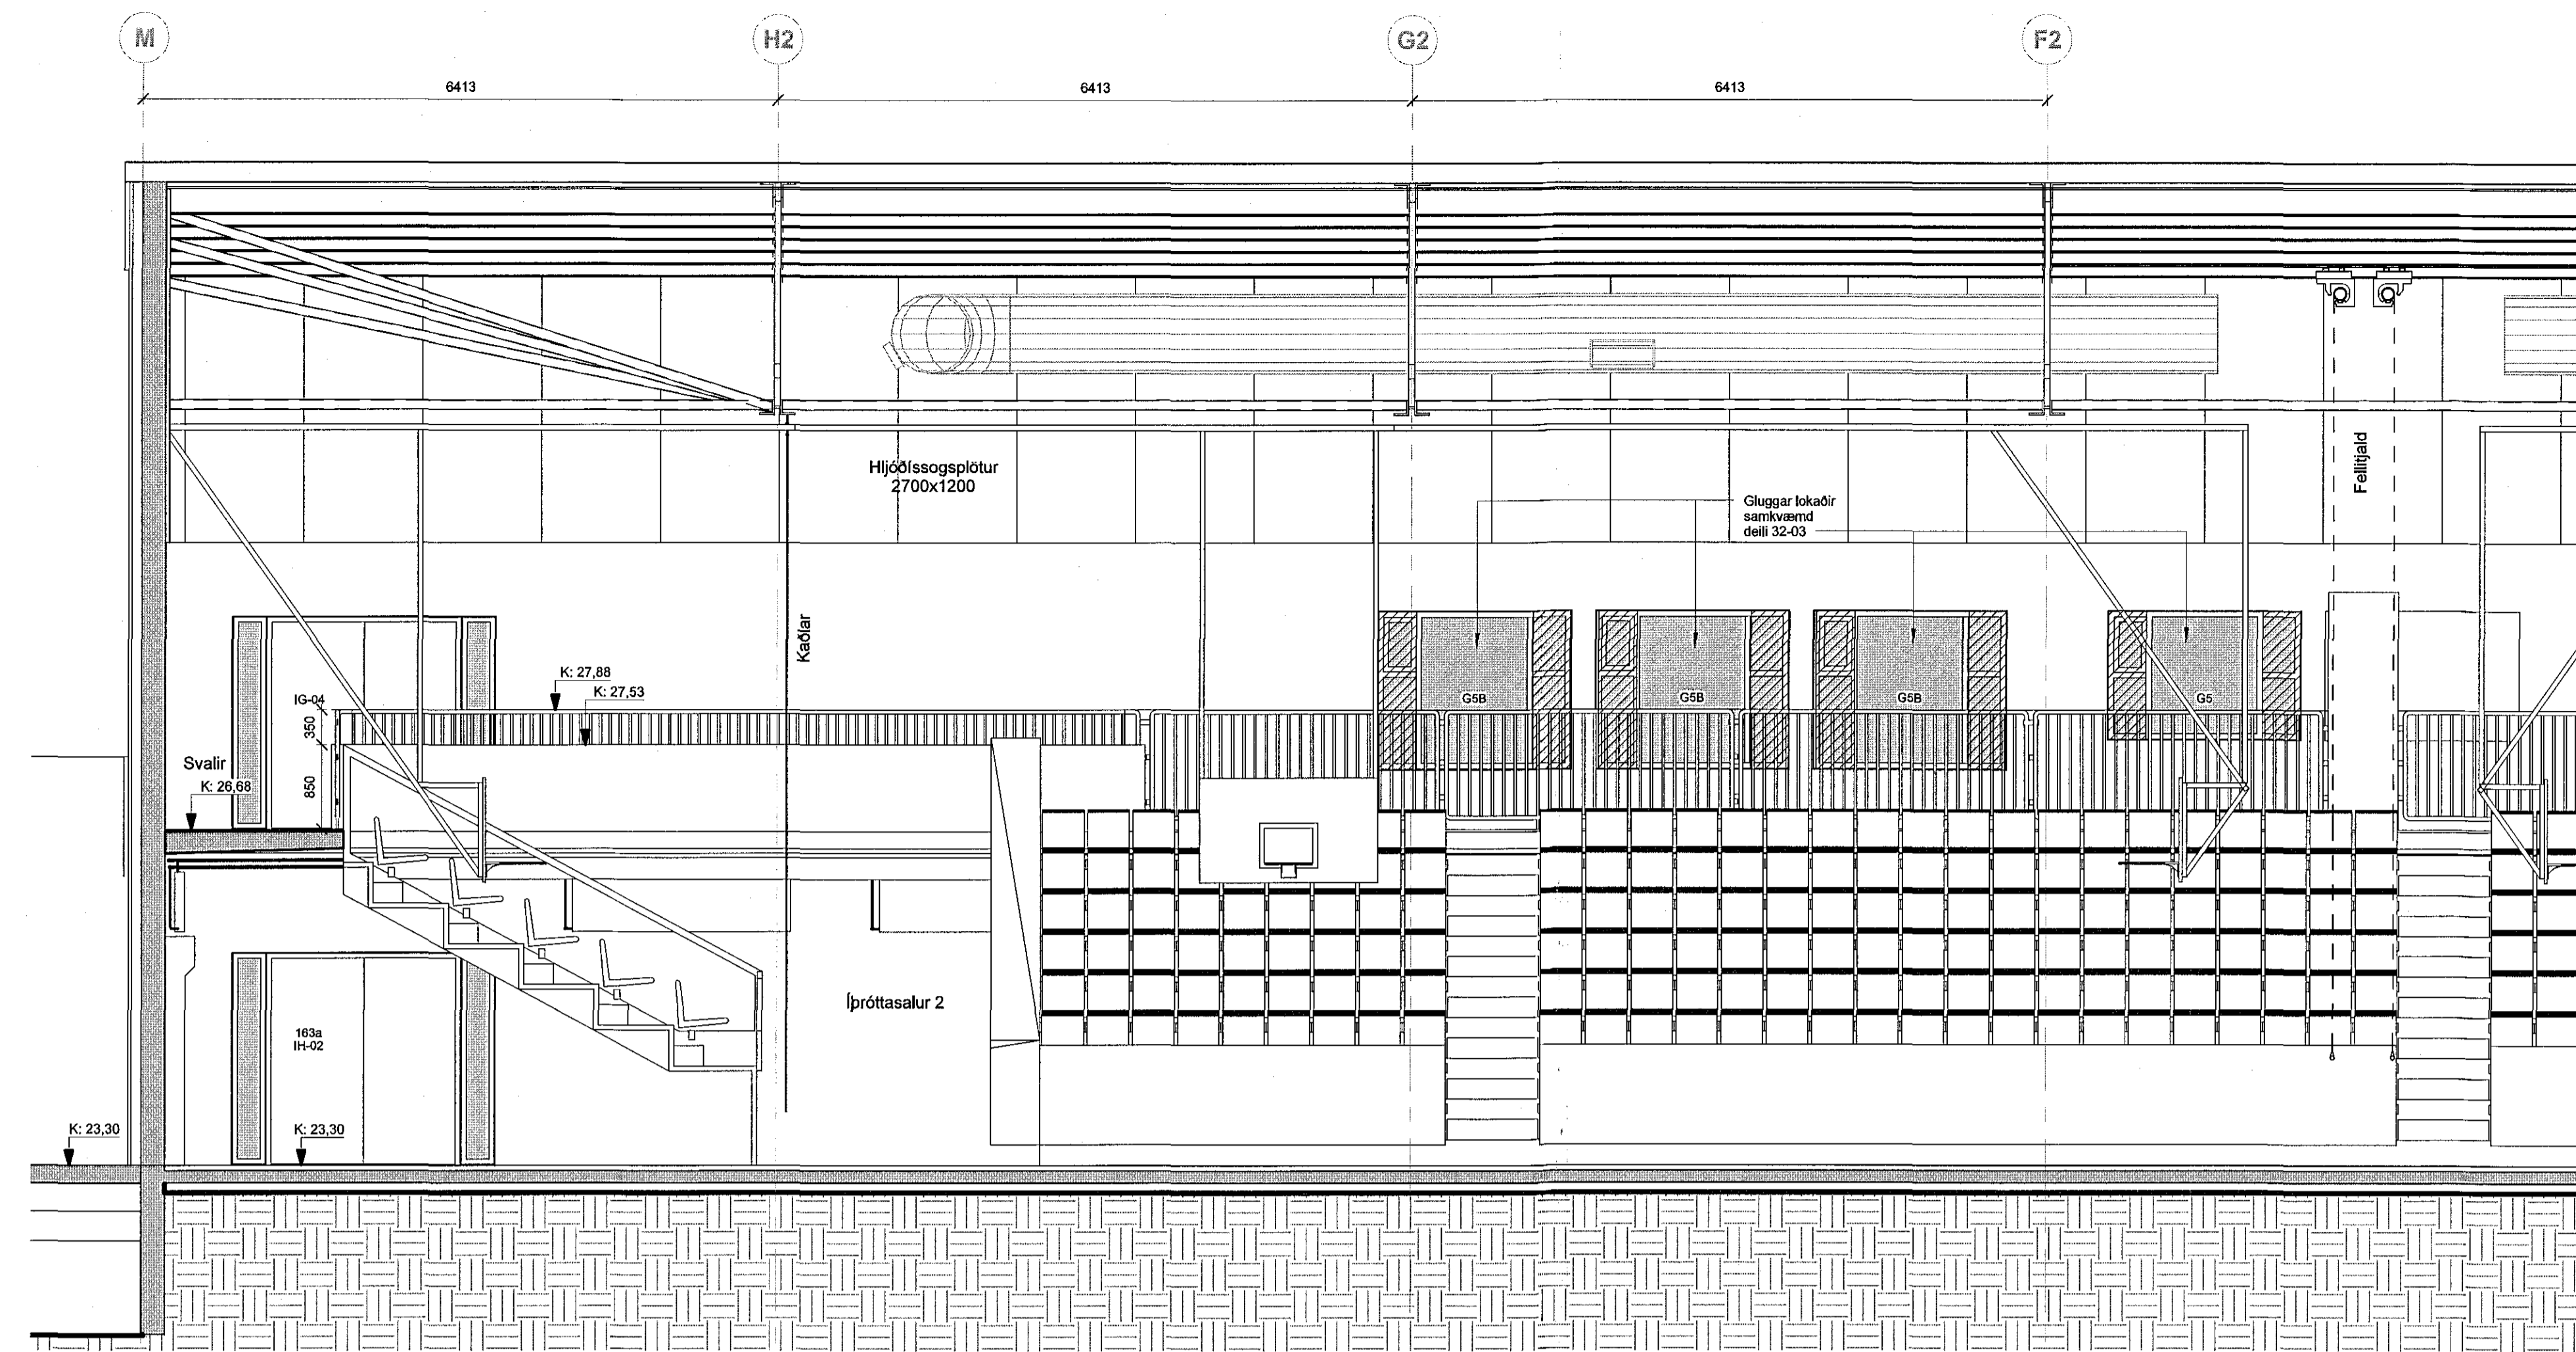 M
H2
G2
F2
6413
6413
6413
Hljóðíssogsplötur
2700x1200
Fellitjald
Gluggar lokaðir
samkvæmd
deili 32-03
Kaðlar
K: 27,88
K: 27,53
IG-04
350
850
G5B
G5B
G5B
G5
Svalir
K: 26,68
Íþróttasalur 2
163a
IH-02
K: 23,30
K: 23,30